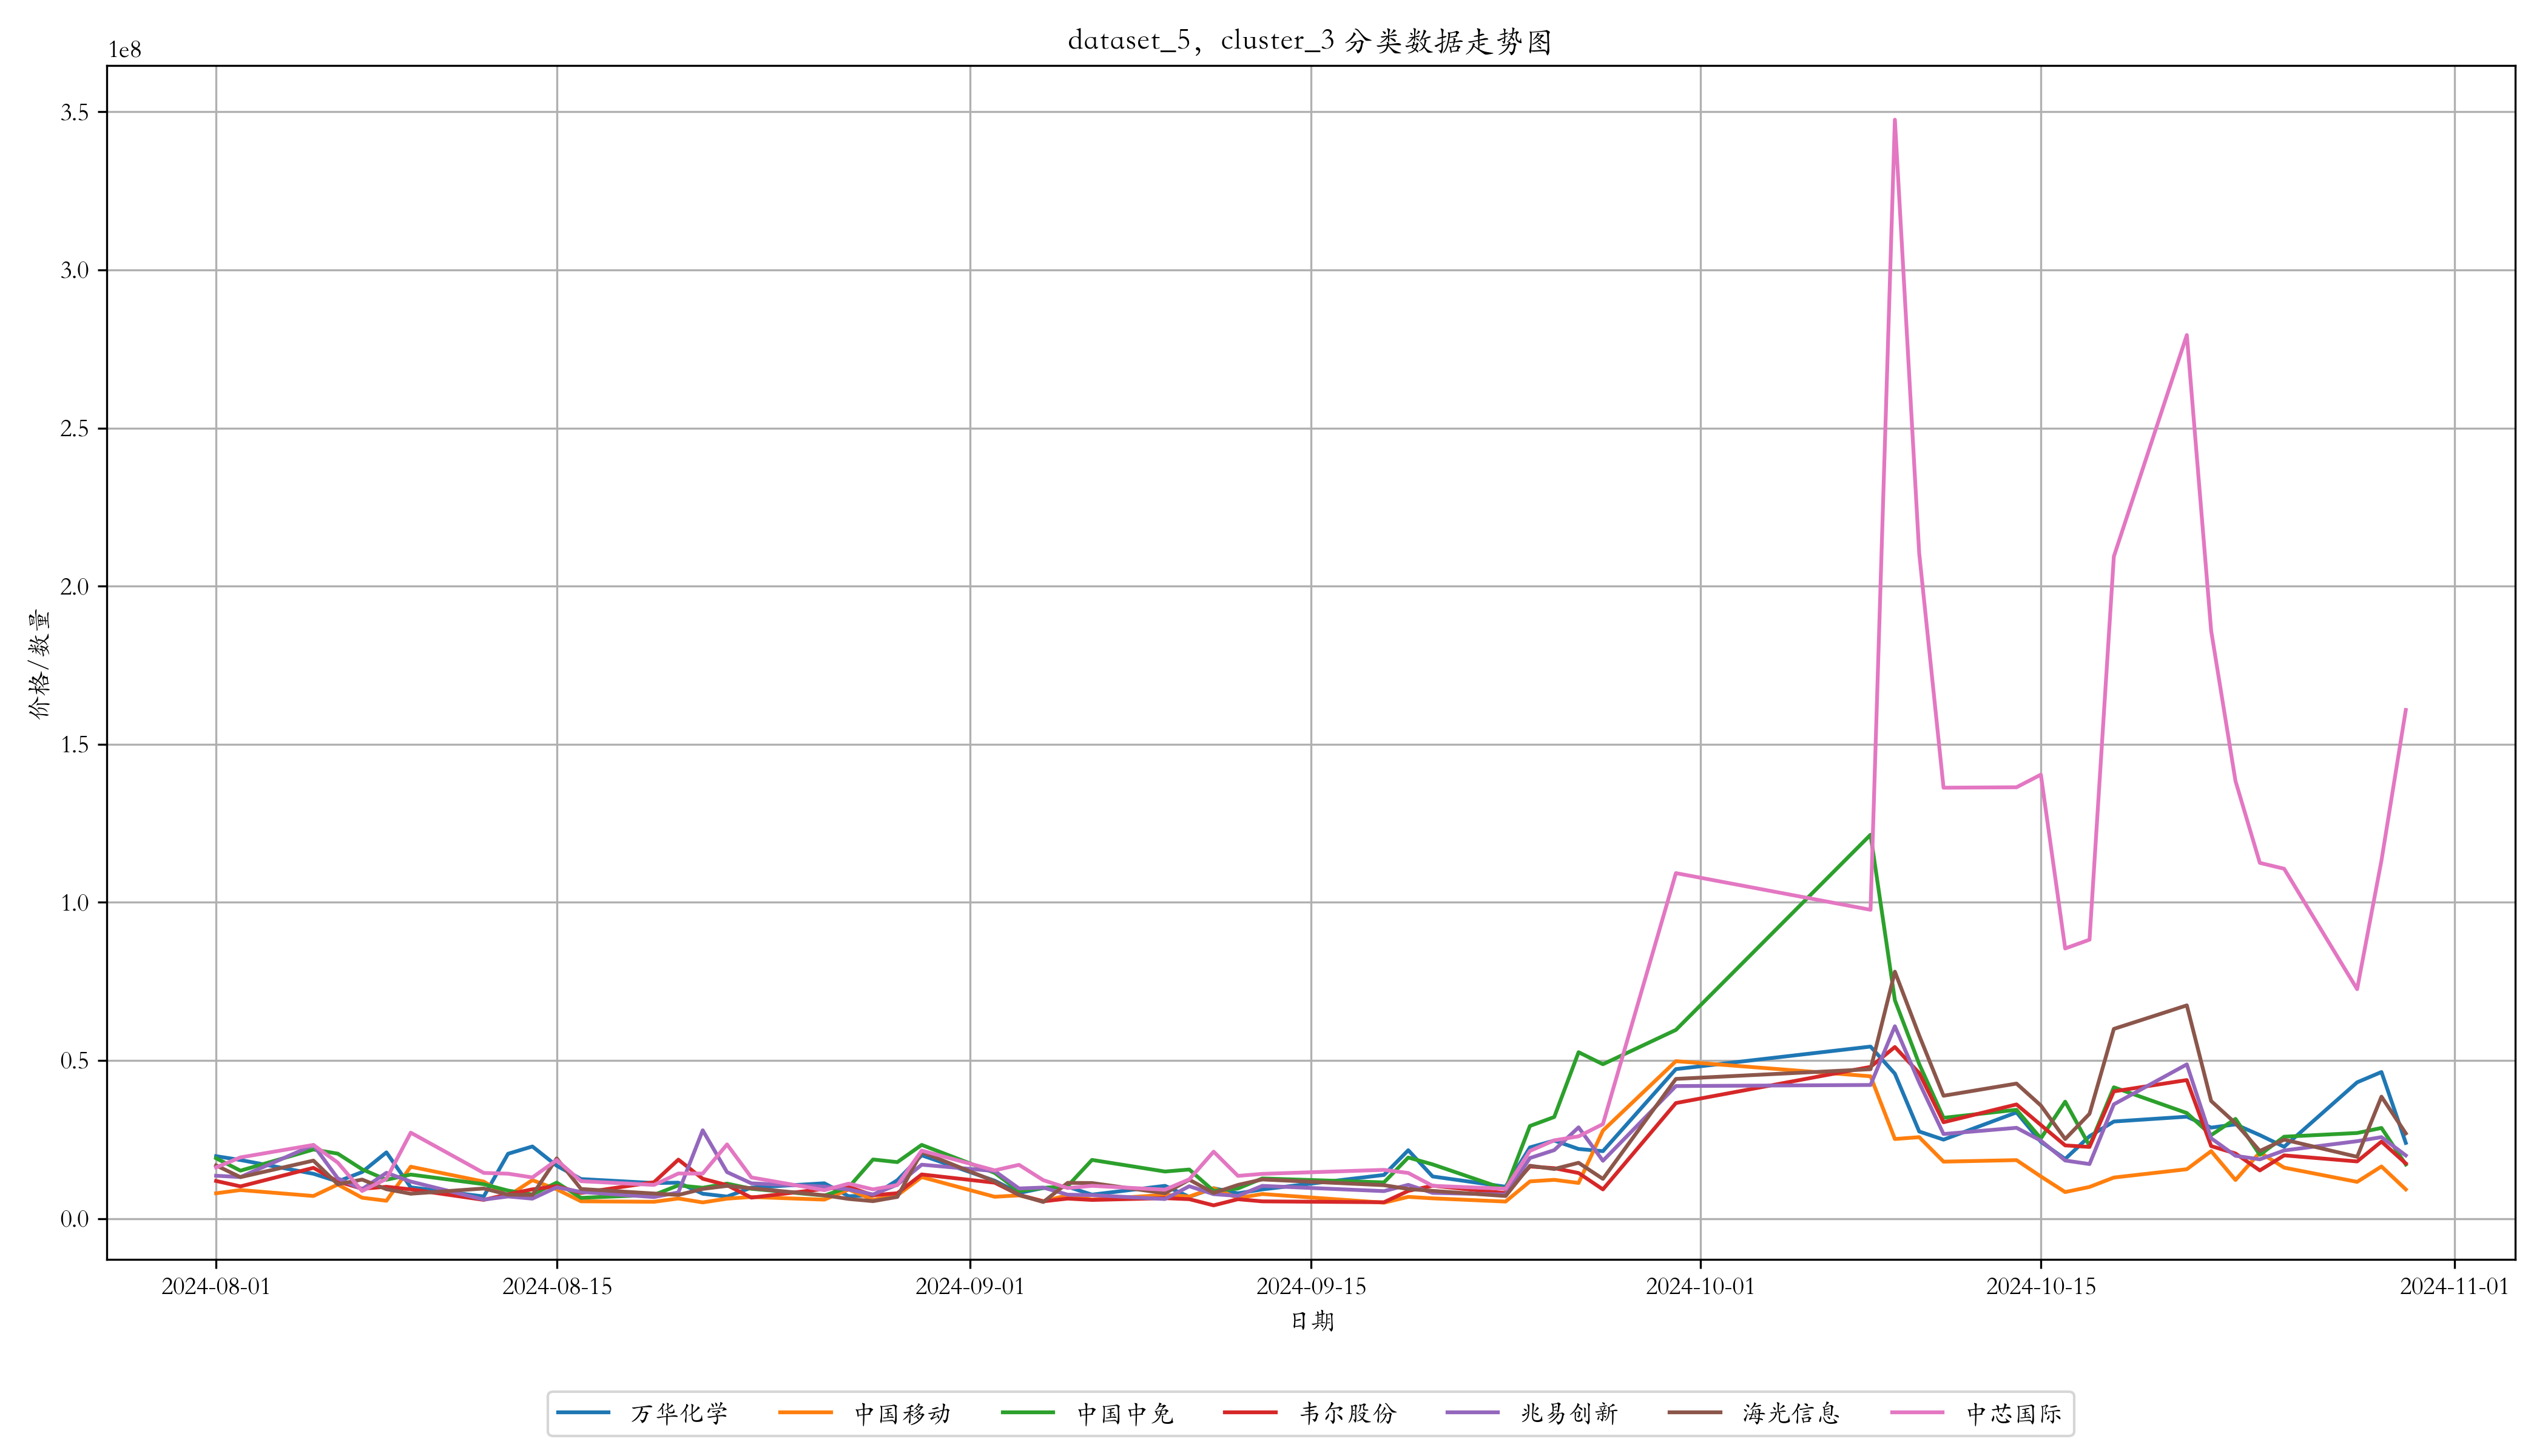 dataset_5，cluster_3 分类数据走势图
1e8
3.5
3.0
2.5
2.0
1.5
1.0
0.5
0.0
价格/数量
2024-08-01 2024-08-15 2024-09-01 2024-09-15 2024-10-01 2024-10-15 2024-11-01
日期
万华化学 中国移动 中国中免 韦尔股份 兆易创新 海光信息 中芯国际